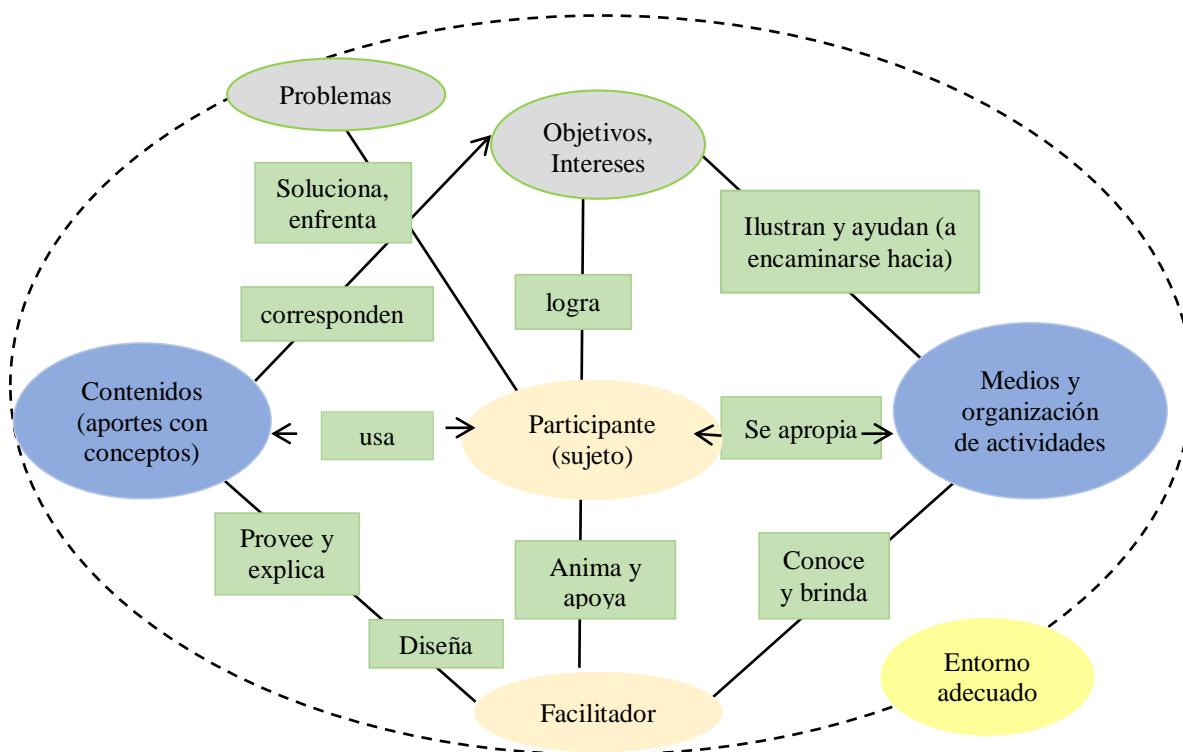 Problemas
Objetivos,
Intereses
Soluciona,
enfrenta
Ilustran y ayudan (a
encaminarse hacia)
corresponden
logra
Contenidos
(aportes con
conceptos)
usa
Participante
(sujeto)
Se apropia
Medios y
organización
de actividades
Provee y
explica
Anima y
apoya
Conoce
y brinda
Diseña
Facilitador
Entorno
adecuado